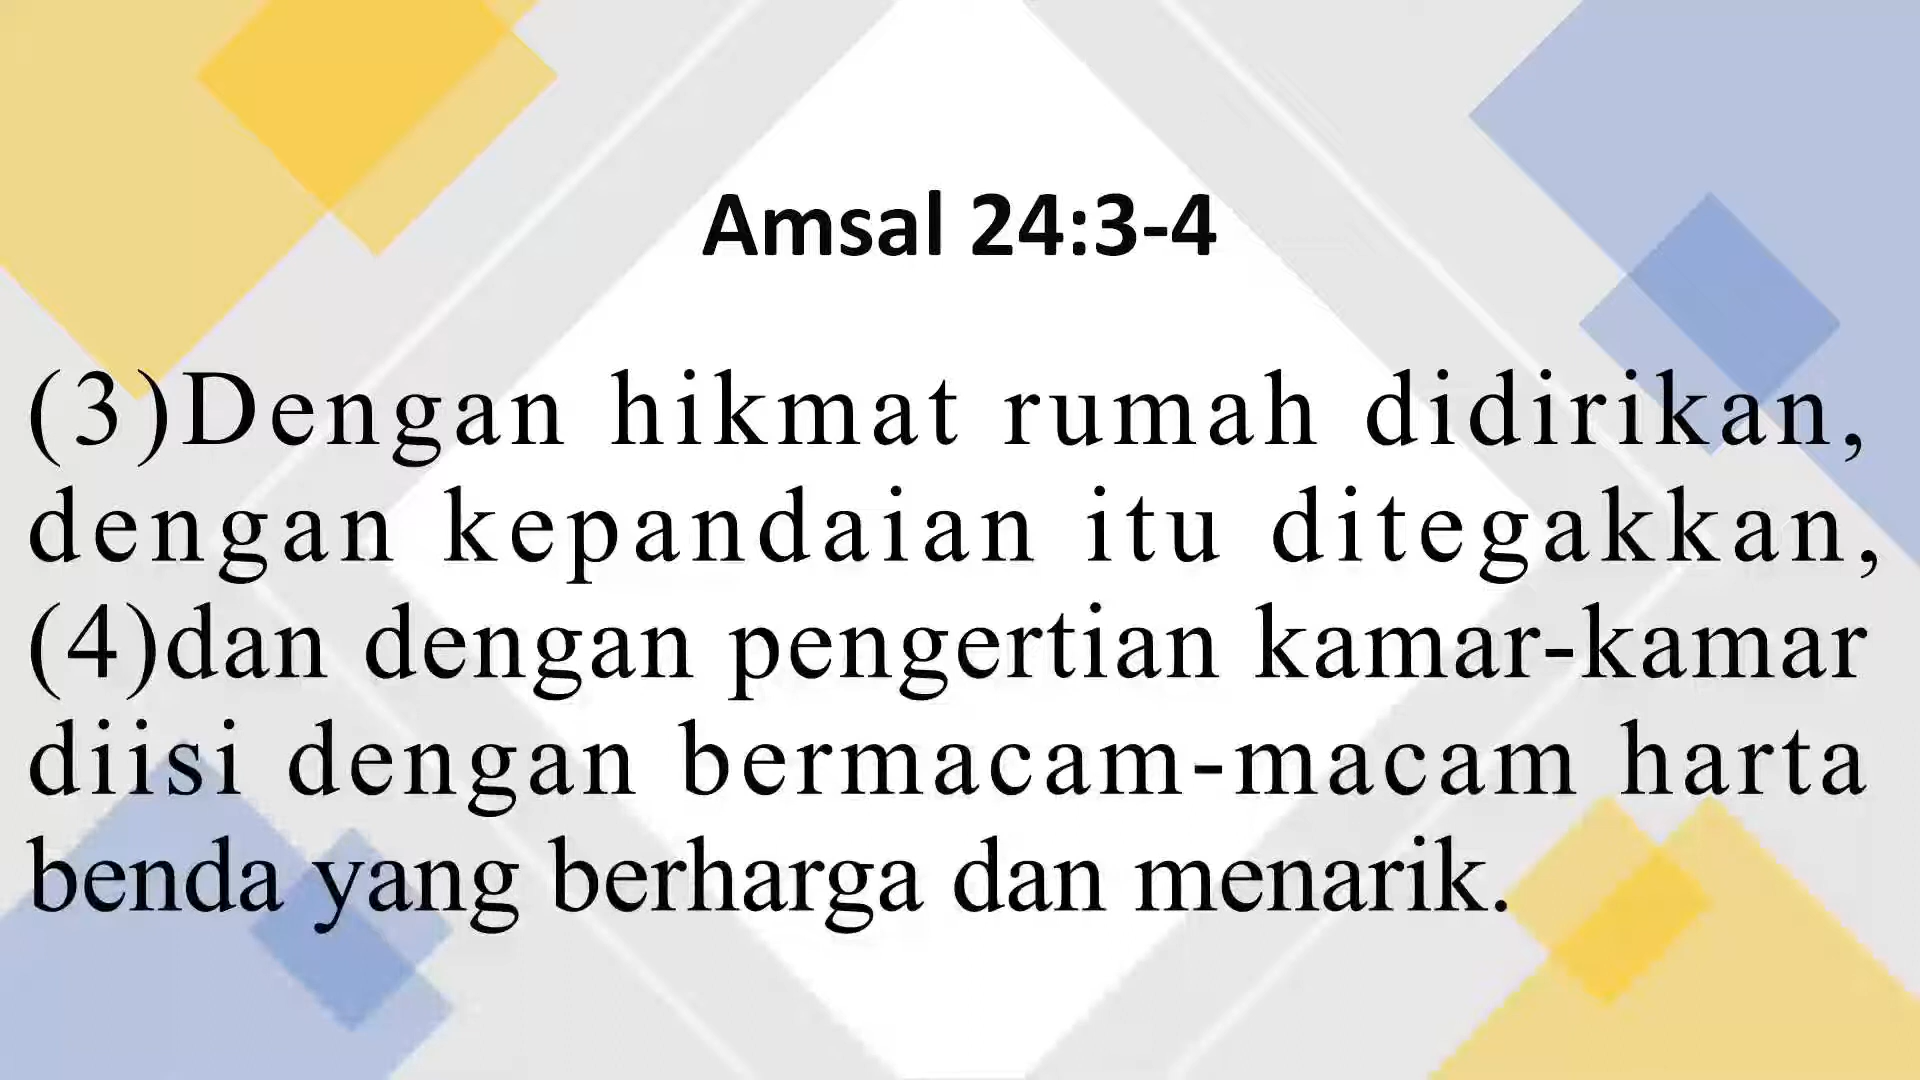 Amsal 24:3-4
(3)Dengan hikmat rumah didirikan,
dengan kepandaian itu ditegakkan,
(4)dan dengan pengertian kamar-kamar
diisi dengan bermacam-macam harta
benda yang berharga dan menarik.